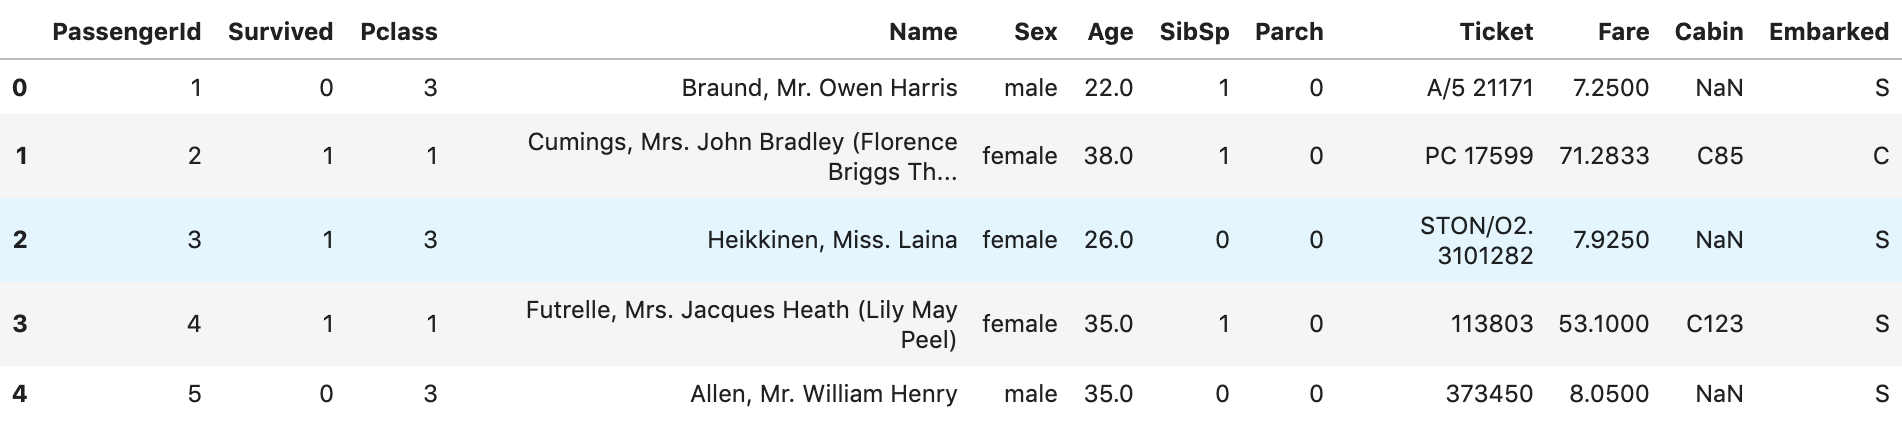 PassengerId Survived Pclass Name Sex Age SibSp Parch Ticket Fare Cabin Embarked
0 1 0 3 Braund, Mr. Owen Harris male 22.0 1 0 A/5 21171 7.2500 NaN S
1 2 1 1 Cumings, Mrs. John Bradley (Florence Briggs Th... female 38.0 1 0 PC 17599 71.2833 C85 C
2 3 1 3 Heikkinen, Miss. Laina female 26.0 0 0 STON/O2. 3101282 7.9250 NaN S
3 4 1 1 Futrelle, Mrs. Jacques Heath (Lily May Peel) female 35.0 1 0 113803 53.1000 C123 S
4 5 0 3 Allen, Mr. William Henry male 35.0 0 0 373450 8.0500 NaN S